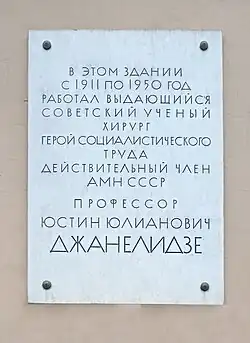 В ЭТОМ ЗДАНИИ
С 1911 ПО 1950 ГОД
РАБОТАЛ ВЫДАЮЩИЙСЯ
СОВЕТСКИЙ УЧЕНЫЙ
ХИРУРГ
ГЕРОЙ СОЦИАЛИСТИЧЕСКОГО
ТРУДА
ДЕЙСТВИТЕЛЬНЫЙ ЧЛЕН
АМН СССР
ПРОФЕССОР
ЮСТИН ЮЛИАНОВИЧ
ДЖАНЕЛИДЗЕ